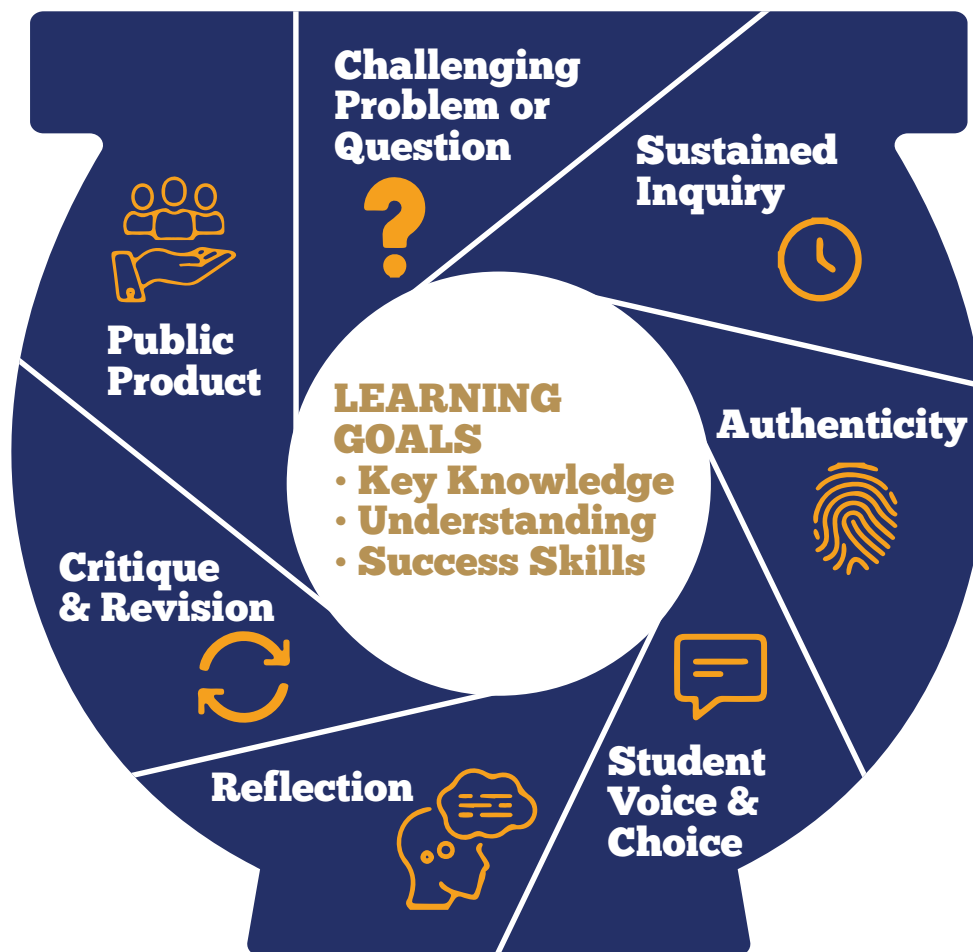 Challenging
Problem or
Question
Sustained
Inquiry
Authenticity
Student
Voice &
Choice
Reflection
Critique
& Revision
Public
Product
LEARNING
GOALS
• Key Knowledge
• Understanding
• Success Skills